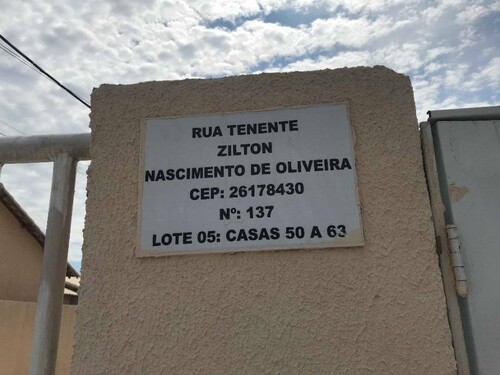 RUA TENENTE
ZILTON
NASCIMENTO DE OLIVEIRA
CEP: 26178430
Nº: 137
LOTE 05: CASAS 50 A 63